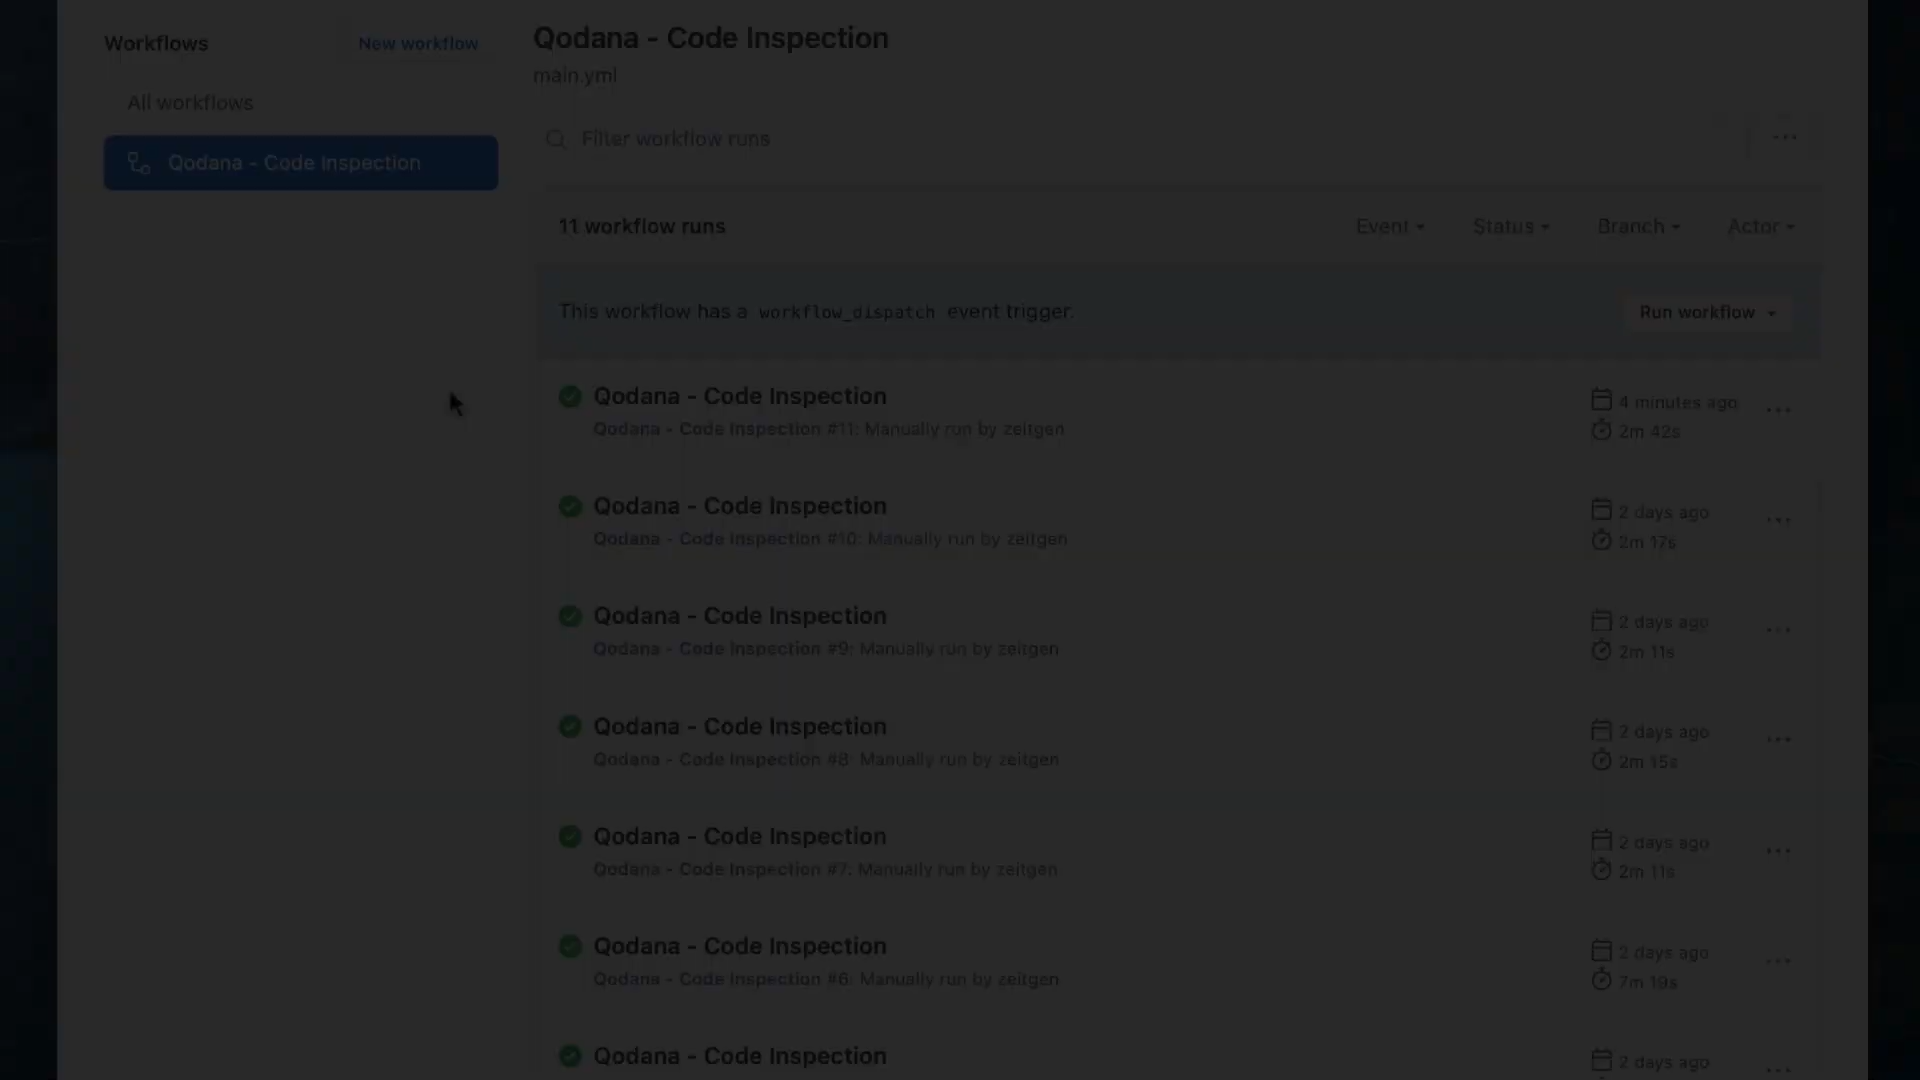 Workflows
New workflow
All workflows
Qodana - Code Inspection
Qodana - Code Inspection
main.yml
Filter workflow runs
11 workflow runs
Event
Status
Branch
Actor
This workflow has a workflow_dispatch event trigger.
Run workflow
Qodana - Code Inspection
Qodana - Code Inspection #11: Manually run by zeitgen
4 minutes ago
2m 42s
Qodana - Code Inspection
Qodana - Code Inspection #10: Manually run by zeitgen
2 days ago
2m 17s
Qodana - Code Inspection
Qodana - Code Inspection #9: Manually run by zeitgen
2 days ago
2m 11s
Qodana - Code Inspection
Qodana - Code Inspection #8: Manually run by zeitgen
2 days ago
2m 15s
Qodana - Code Inspection
Qodana - Code Inspection #7: Manually run by zeitgen
2 days ago
2m 11s
Qodana - Code Inspection
Qodana - Code Inspection #6: Manually run by zeitgen
2 days ago
7m 19s
Qodana - Code Inspection
2 days ago